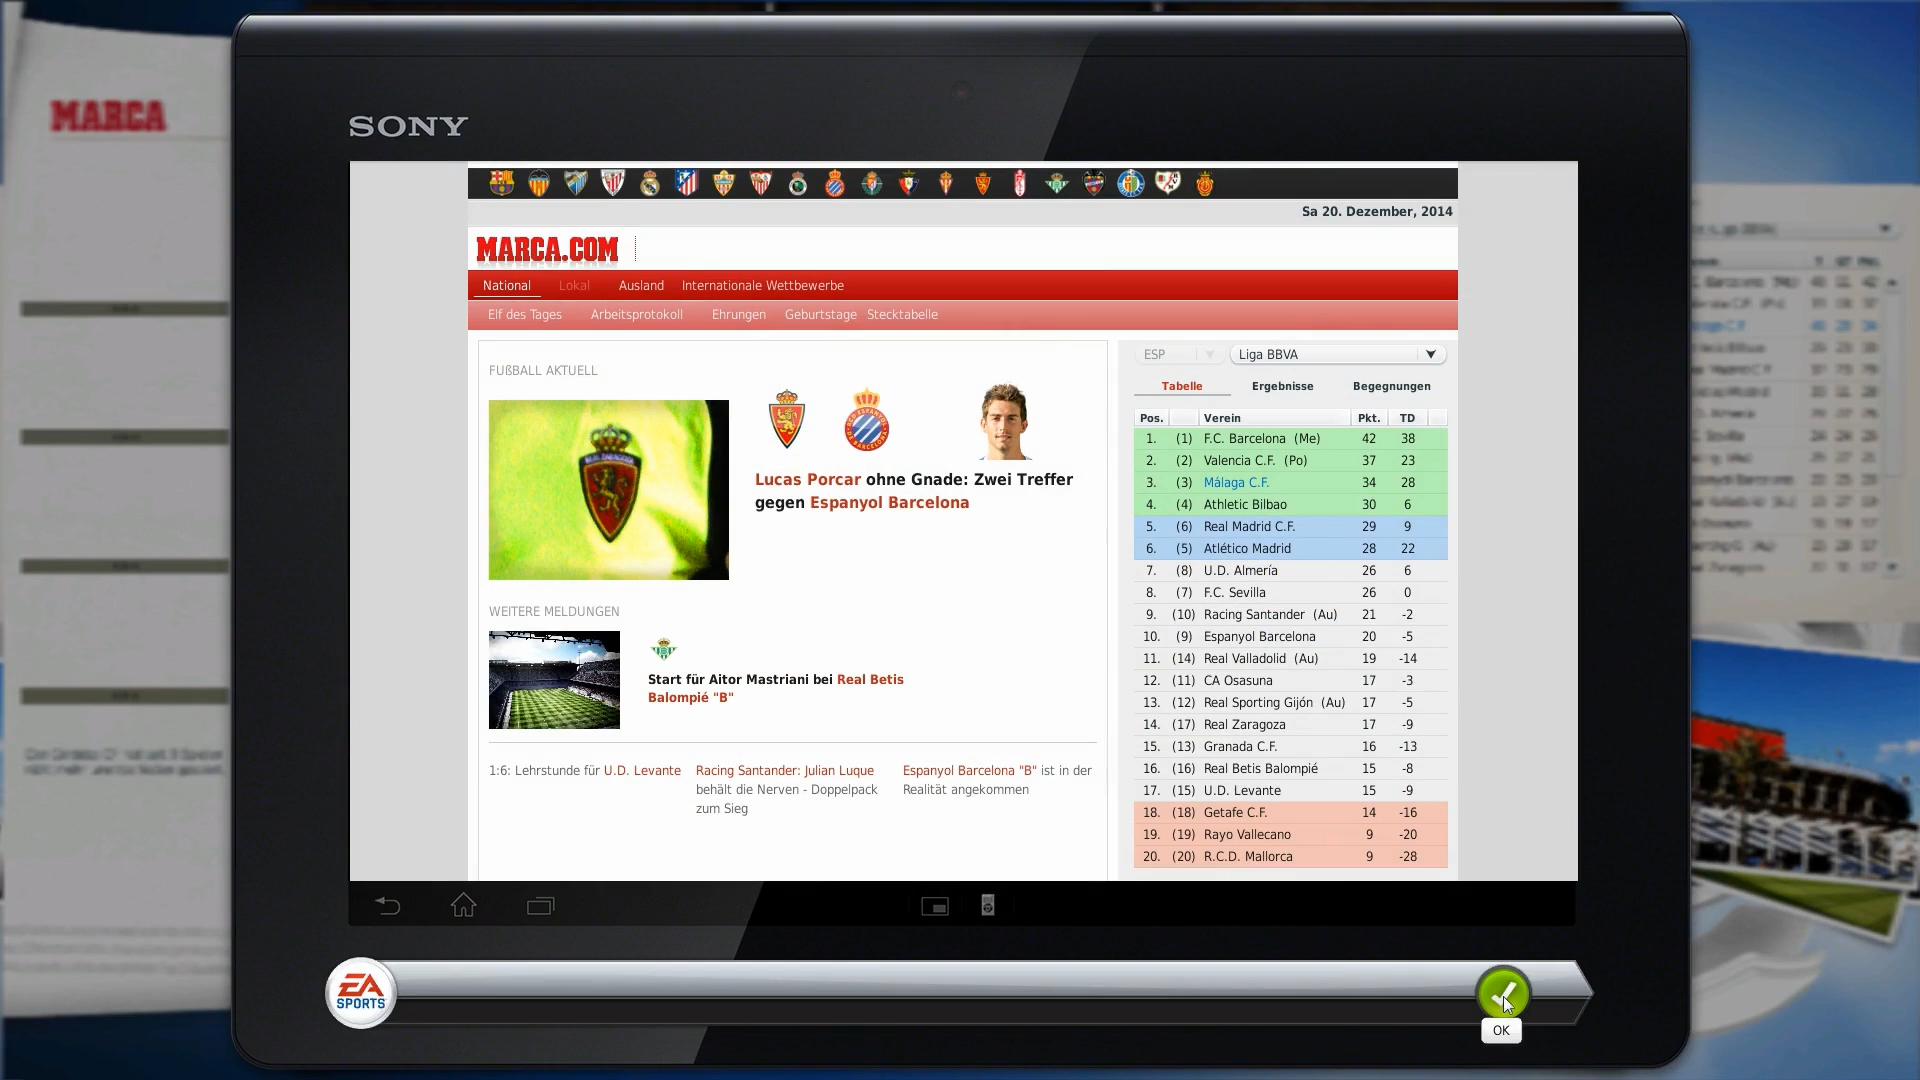 MARCA
SONY
Sa 20. Dezember, 2014
MARCA.COM
National Lokal Ausland Internationale Wettbewerbe
Elf des Tages Arbeitsprotokoll Ehrungen Geburtstage Stecktabelle
FUßBALL AKTUELL
Lucas Porcar ohne Gnade: Zwei Treffer
gegen Espanyol Barcelona
WEITERE MELDUNGEN
Start für Aitor Mastriani bei Real Betis
Balompié "B"
1:6: Lehrstunde für U.D. Levante
Racing Santander: Julian Luque
behält die Nerven - Doppelpack
zum Sieg
Espanyol Barcelona "B" ist in der
Realität angekommen
ESP Liga BBVA
Tabelle Ergebnisse Begegnungen
Pos. Verein Pkt. TD
1. (1) F.C. Barcelona (Me) 42 38
2. (2) Valencia C.F. (Po) 37 23
3. (3) Málaga C.F. 34 28
4. (4) Athletic Bilbao 30 6
5. (6) Real Madrid C.F. 29 9
6. (5) Atlético Madrid 28 22
7. (8) U.D. Almería 26 6
8. (7) F.C. Sevilla 26 0
9. (10) Racing Santander (Au) 21 -2
10. (9) Espanyol Barcelona 20 -5
11. (14) Real Valladolid (Au) 19 -14
12. (11) CA Osasuna 17 -3
13. (12) Real Sporting Gijón (Au) 17 -5
14. (17) Real Zaragoza 17 -9
15. (13) Granada C.F. 16 -13
16. (16) Real Betis Balompié 15 -8
17. (15) U.D. Levante 15 -9
18. (18) Getafe C.F. 14 -16
19. (19) Rayo Vallecano 9 -20
20. (20) R.C.D. Mallorca 9 -28
EA
SPORTS
OK